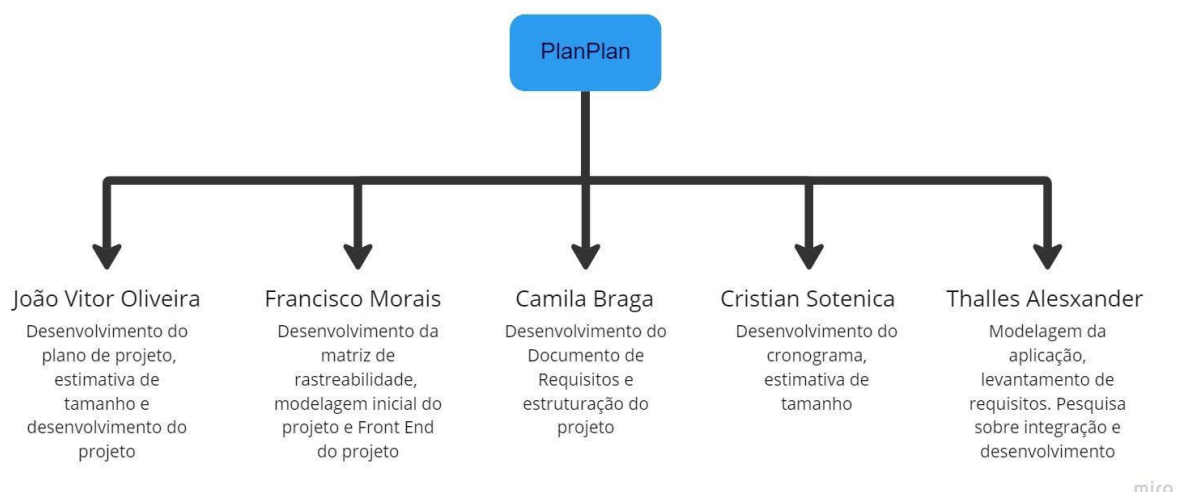 PlanPlan
João Vitor Oliveira
Desenvolvimento do
plano de projeto,
estimativa de
tamanho e
desenvolvimento do
projeto
Francisco Morais
Desenvolvimento da
matriz de
rastreabilidade,
modelagem inicial do
projeto e Front End
do projeto
Camila Braga
Desenvolvimento do
Documento de
Requisitos e
estruturação do
projeto
Cristian Sotenica
Desenvolvimento do
cronograma,
estimativa de
tamanho
Thalles Alesxander
Modelagem da
aplicação,
levantamento de
requisitos. Pesquisa
sobre integração e
desenvolvimento
miro